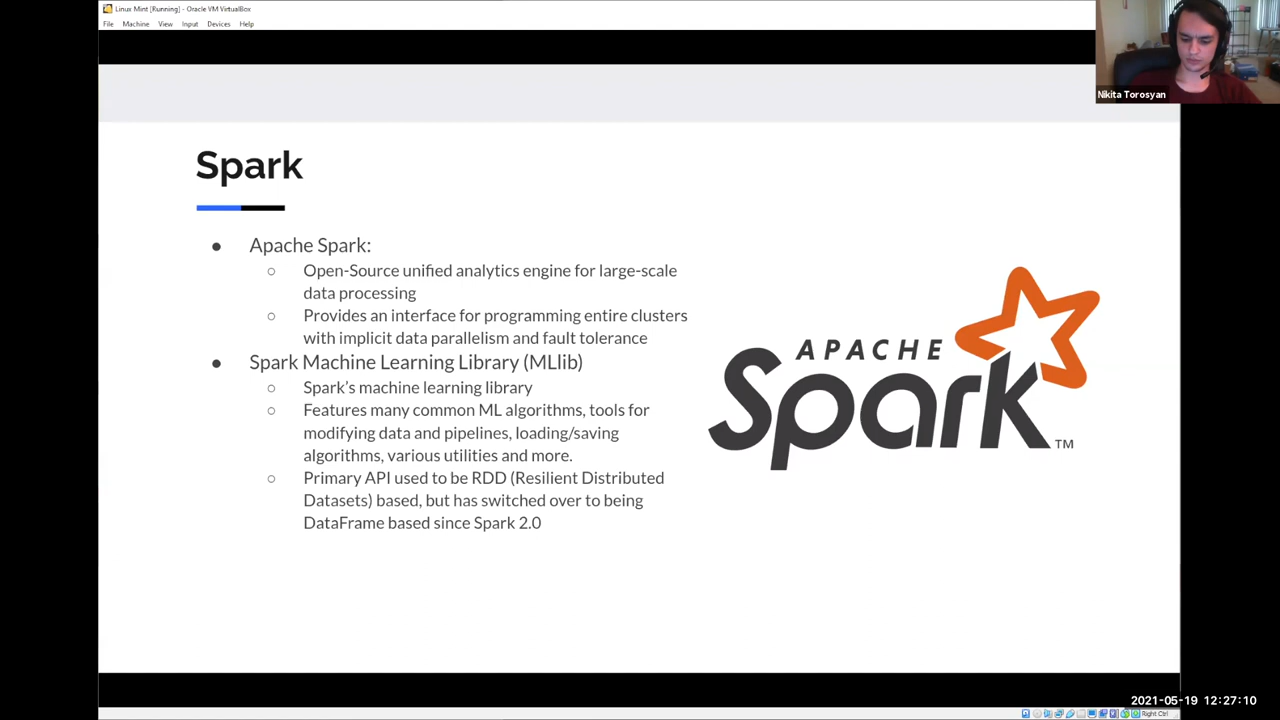 Linux Mint [Running] - Oracle VM VirtualBox
File Machine View Input Devices Help
Nikita Torosyan
Spark
● Apache Spark:
○ Open-Source unified analytics engine for large-scale
data processing
○ Provides an interface for programming entire clusters
with implicit data parallelism and fault tolerance
● Spark Machine Learning Library (MLlib)
○ Spark's machine learning library
○ Features many common ML algorithms, tools for
modifying data and pipelines, loading/saving
algorithms, various utilities and more.
○ Primary API used to be RDD (Resilient Distributed
Datasets) based, but has switched over to being
DataFrame based since Spark 2.0
APACHE
Spark™
2021-05-19 12:27:10
Right Ctrl